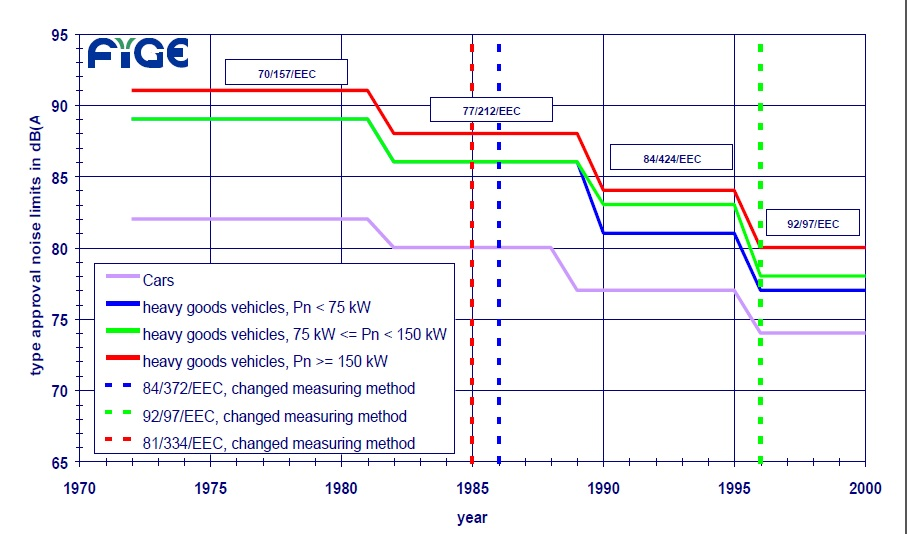 95
FIGE
70/157/EEC
90
77/212/EEC
85
84/424/EEC
92/97/EEC
80
75
70
65
type approval noise limits in dB(A
Cars
heavy goods vehicles, Pn < 75 kW
heavy goods vehicles, 75 kW <= Pn < 150 kW
heavy goods vehicles, Pn >= 150 kW
84/372/EEC, changed measuring method
92/97/EEC, changed measuring method
81/334/EEC, changed measuring method
1970 1975 1980 1985 1990 1995 2000
year